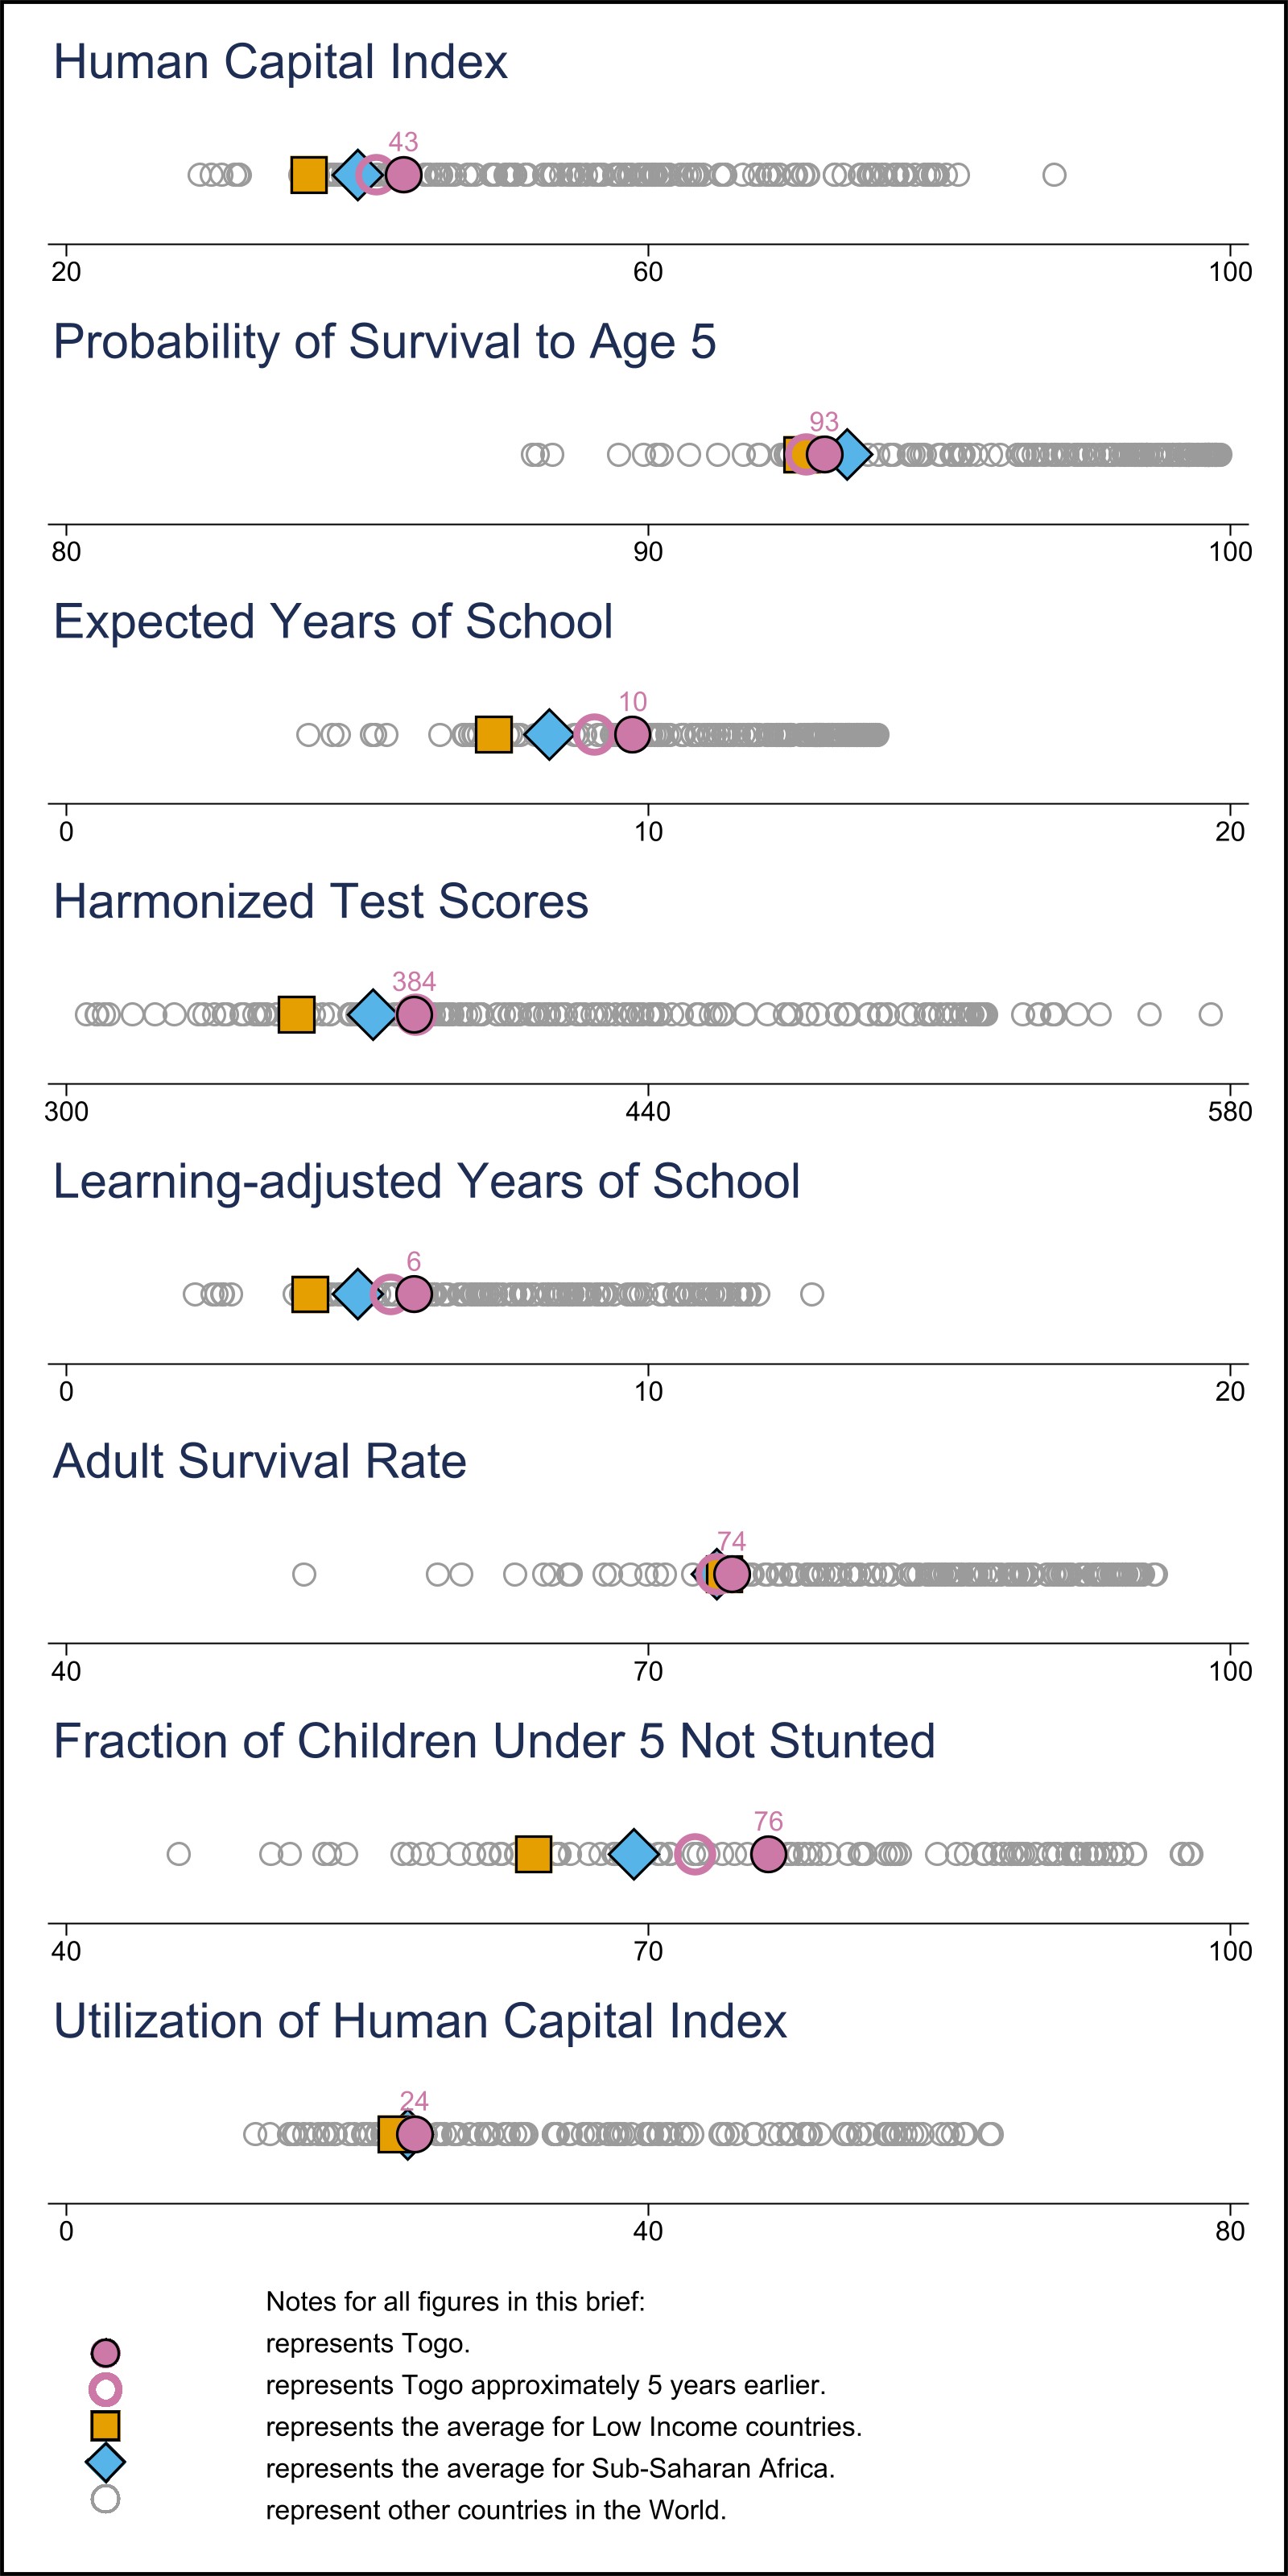 Human Capital Index
43
20 60 100
Probability of Survival to Age 5
93
80 90 100
Expected Years of School
10
0 10 20
Harmonized Test Scores
384
300 440 580
Learning-adjusted Years of School
6
0 10 20
Adult Survival Rate
74
40 70 100
Fraction of Children Under 5 Not Stunted
76
40 70 100
Utilization of Human Capital Index
24
0 40 80
Notes for all figures in this brief:
represents Togo.
represents Togo approximately 5 years earlier.
represents the average for Low Income countries.
represents the average for Sub-Saharan Africa.
represent other countries in the World.